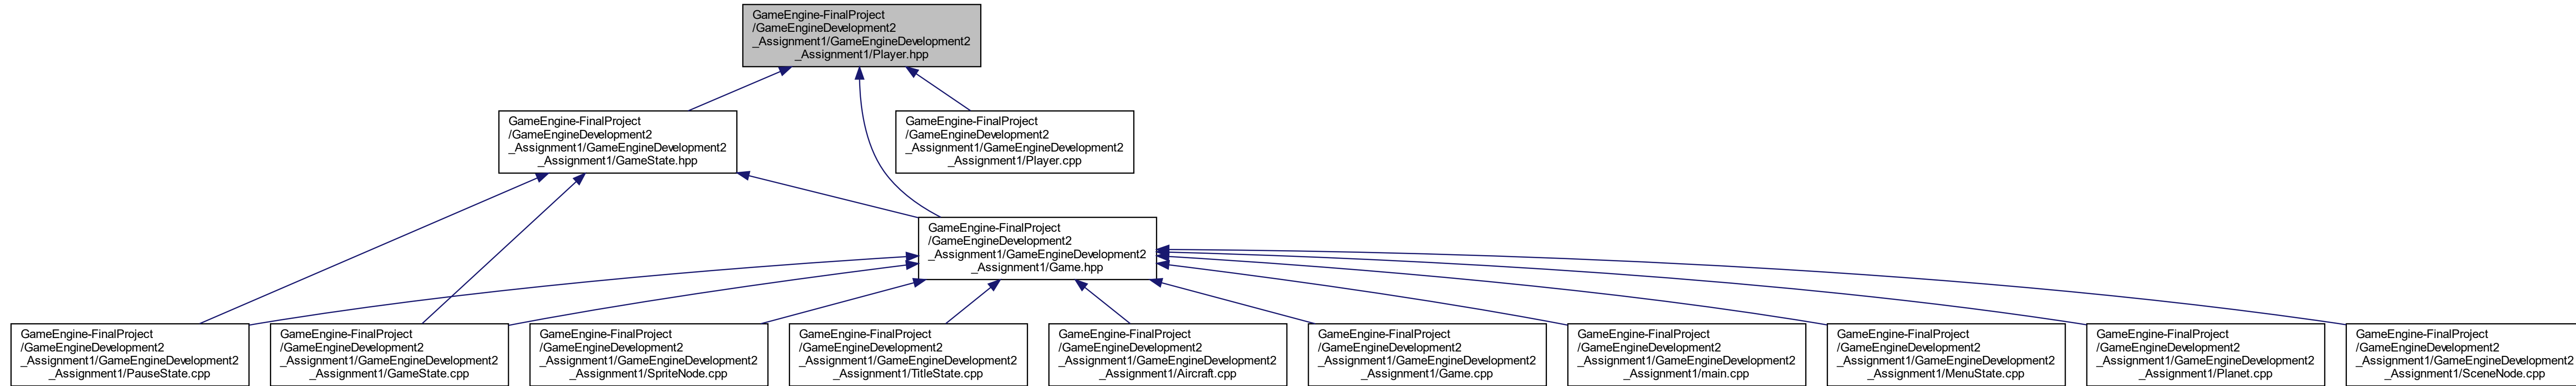 GameEngine-FinalProject
/GameEngineDevelopment2
_Assignment1/GameEngineDevelopment2
_Assignment1/Player.hpp
GameEngine-FinalProject
/GameEngineDevelopment2
_Assignment1/GameEngineDevelopment2
_Assignment1/GameState.hpp
GameEngine-FinalProject
/GameEngineDevelopment2
_Assignment1/GameEngineDevelopment2
_Assignment1/Player.cpp
GameEngine-FinalProject
/GameEngineDevelopment2
_Assignment1/GameEngineDevelopment2
_Assignment1/Game.hpp
GameEngine-FinalProject
/GameEngineDevelopment2
_Assignment1/GameEngineDevelopment2
_Assignment1/PauseState.cpp
GameEngine-FinalProject
/GameEngineDevelopment2
_Assignment1/GameEngineDevelopment2
_Assignment1/GameState.cpp
GameEngine-FinalProject
/GameEngineDevelopment2
_Assignment1/GameEngineDevelopment2
_Assignment1/SpriteNode.cpp
GameEngine-FinalProject
/GameEngineDevelopment2
_Assignment1/GameEngineDevelopment2
_Assignment1/TitleState.cpp
GameEngine-FinalProject
/GameEngineDevelopment2
_Assignment1/GameEngineDevelopment2
_Assignment1/Aircraft.cpp
GameEngine-FinalProject
/GameEngineDevelopment2
_Assignment1/GameEngineDevelopment2
_Assignment1/Game.cpp
GameEngine-FinalProject
/GameEngineDevelopment2
_Assignment1/GameEngineDevelopment2
_Assignment1/main.cpp
GameEngine-FinalProject
/GameEngineDevelopment2
_Assignment1/GameEngineDevelopment2
_Assignment1/MenuState.cpp
GameEngine-FinalProject
/GameEngineDevelopment2
_Assignment1/GameEngineDevelopment2
_Assignment1/Planet.cpp
GameEngine-FinalProject
/GameEngineDevelopment2
_Assignment1/GameEngineDevelopment2
_Assignment1/SceneNode.cpp